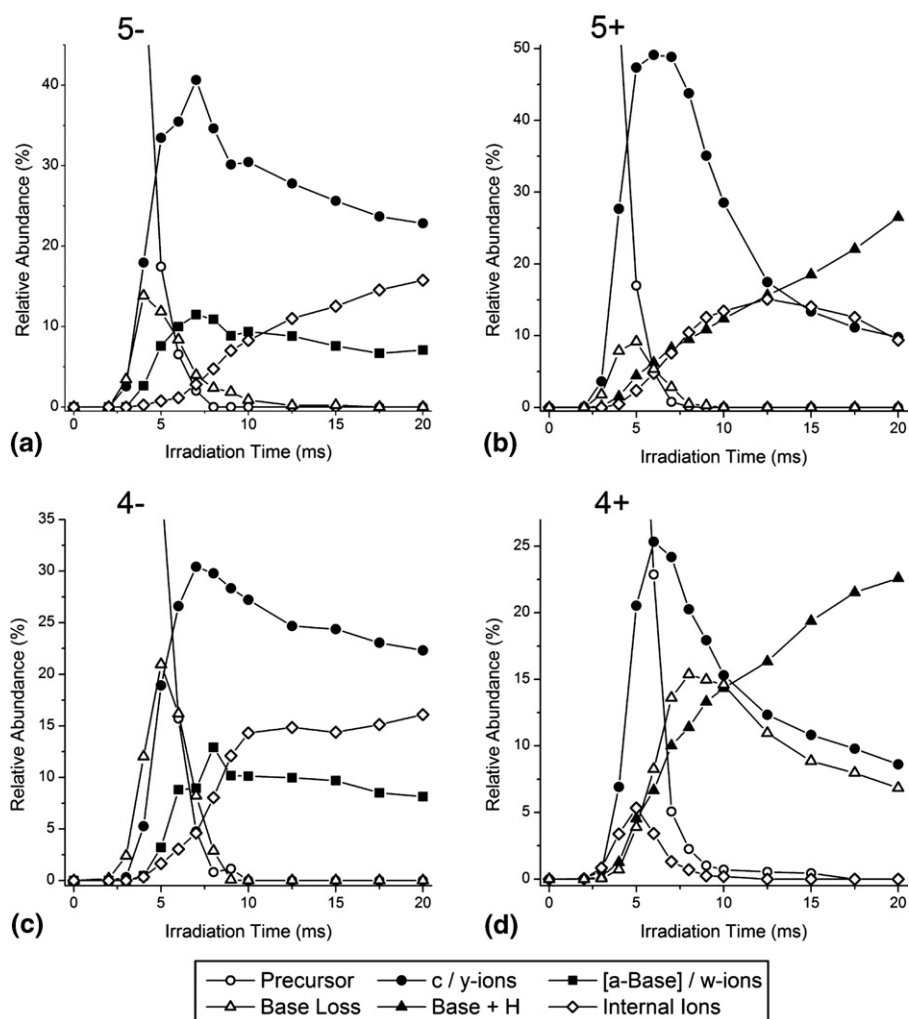 5-
40
30
20
10
0
Relative Abundance (%)
0 5 10 15 20
Irradiation Time (ms)
(a)
5+
50
40
30
20
10
0
Relative Abundance (%)
0 5 10 15 20
Irradiation Time (ms)
(b)
4-
35
30
25
20
15
10
5
0
Relative Abundance (%)
0 5 10 15 20
Irradiation Time (ms)
(c)
4+
25
20
15
10
5
0
Relative Abundance (%)
0 5 10 15 20
Irradiation Time (ms)
(d)
Precursor c / y-ions [a-Base] / w-ions
Base Loss Base + H Internal Ions